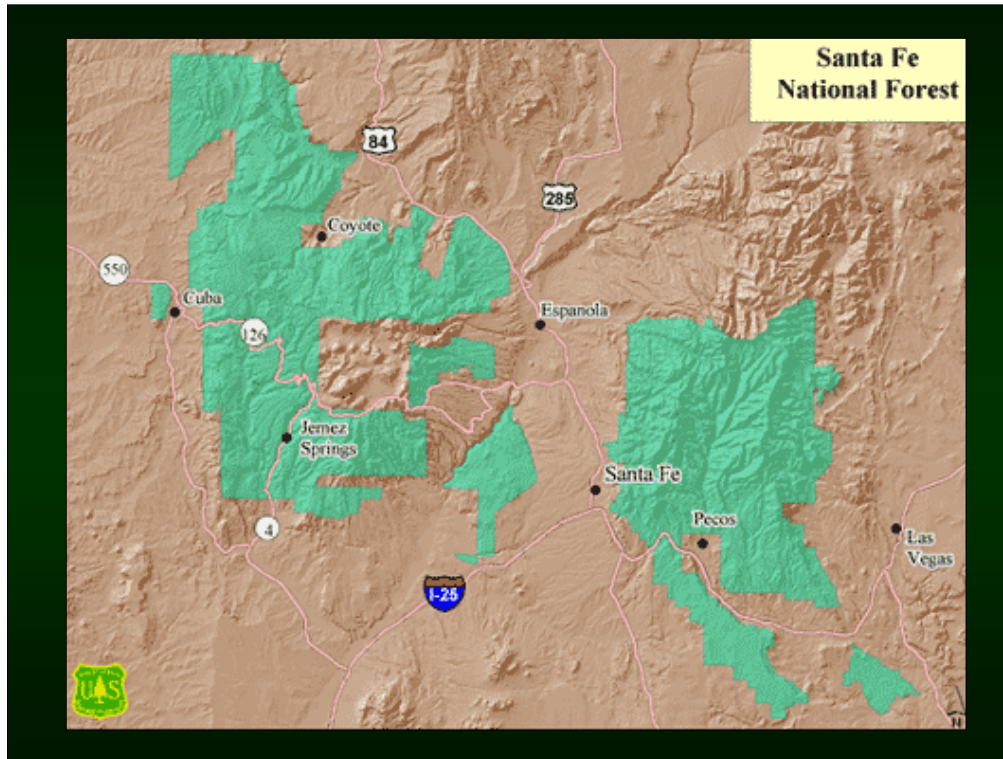 Santa Fe
National Forest
84
285
Coyote
550
Cuba
126
Espanola
Jemez
Springs
Santa Fe
Pecos
4
Las
Vegas
I-25
U S
N